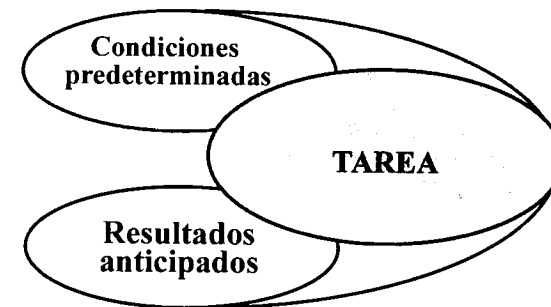 Condiciones
predeterminadas
TAREA
Resultados
anticipados